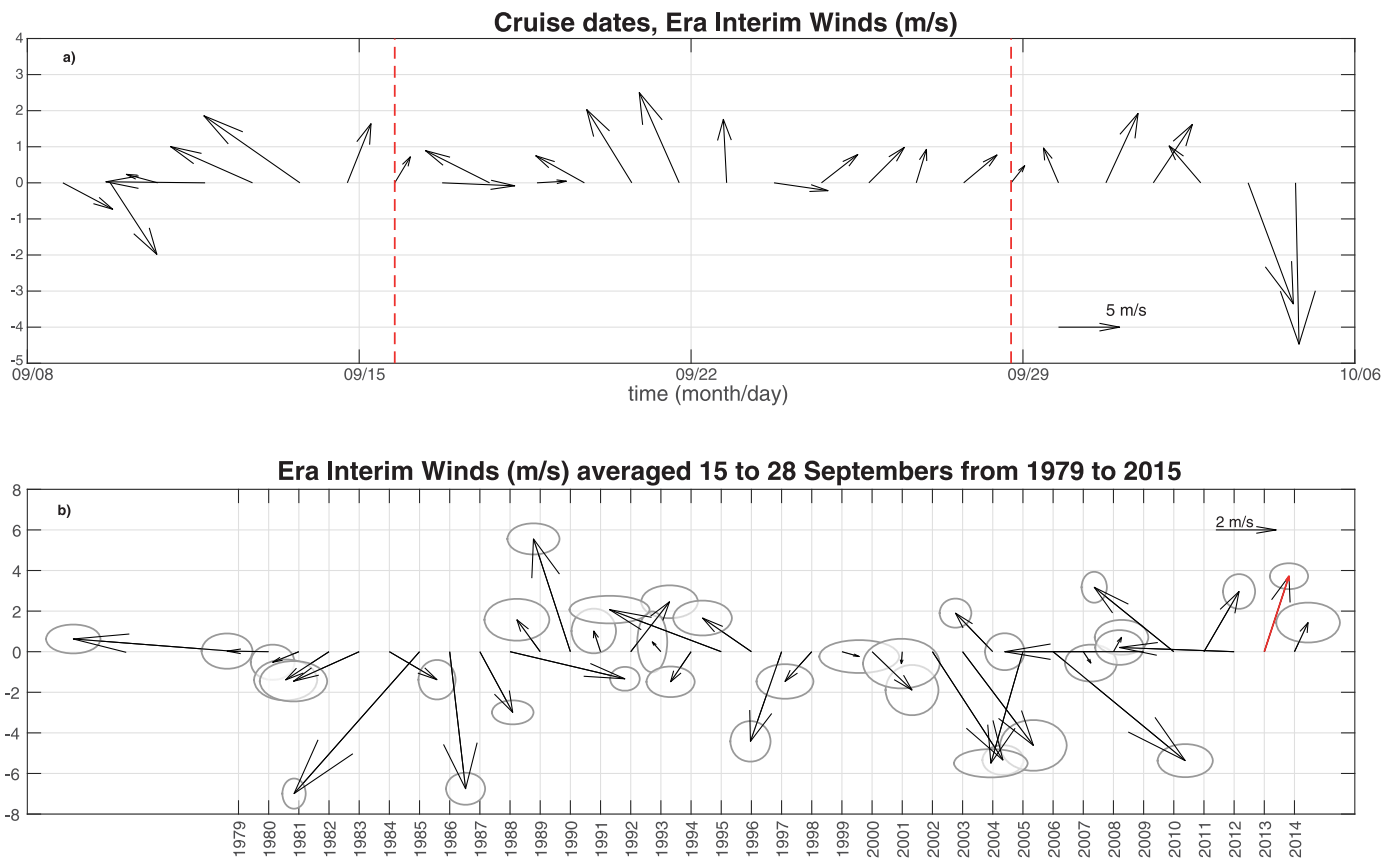 Cruise dates, Era Interim Winds (m/s)
a)
4
3
2
1
0
-1
-2
-3
-4
-5
5 m/s
09/08 09/15 09/22 09/29 10/06
time (month/day)
Era Interim Winds (m/s) averaged 15 to 28 Septembers from 1979 to 2015
b)
2 m/s
8
6
4
2
0
-2
-4
-6
-8
1979 1980 1981 1982 1983 1984 1985 1986 1987 1988 1989 1990 1991 1992 1993 1994 1995 1996 1997 1998 1999 2000 2001 2002 2003 2004 2005 2006 2007 2008 2009 2010 2011 2012 2013 2014